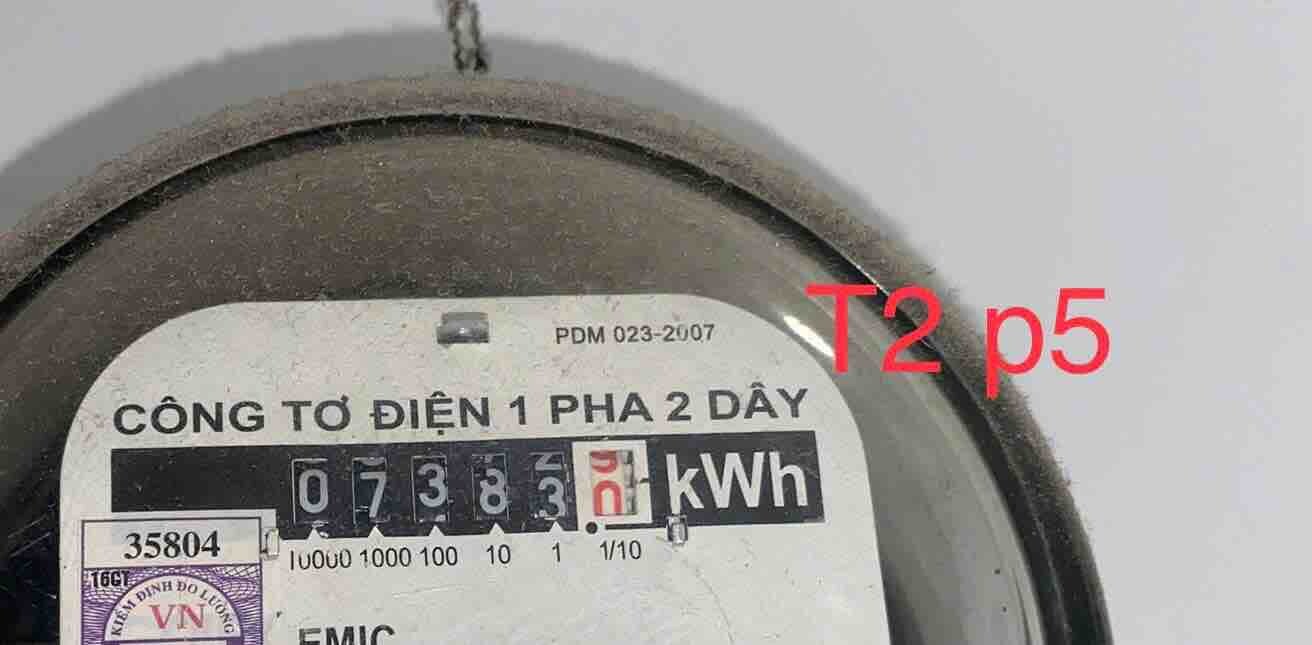 T2 p5
PDM 023-2007
CÔNG TƠ ĐIỆN 1 PHA 2 DÂY
0 7 3 8 3 kWh
35804
10000 1000 100 10 1 1/10
16CT
KIỂM ĐỊNH ĐO LƯỜNG
VN
EMIC